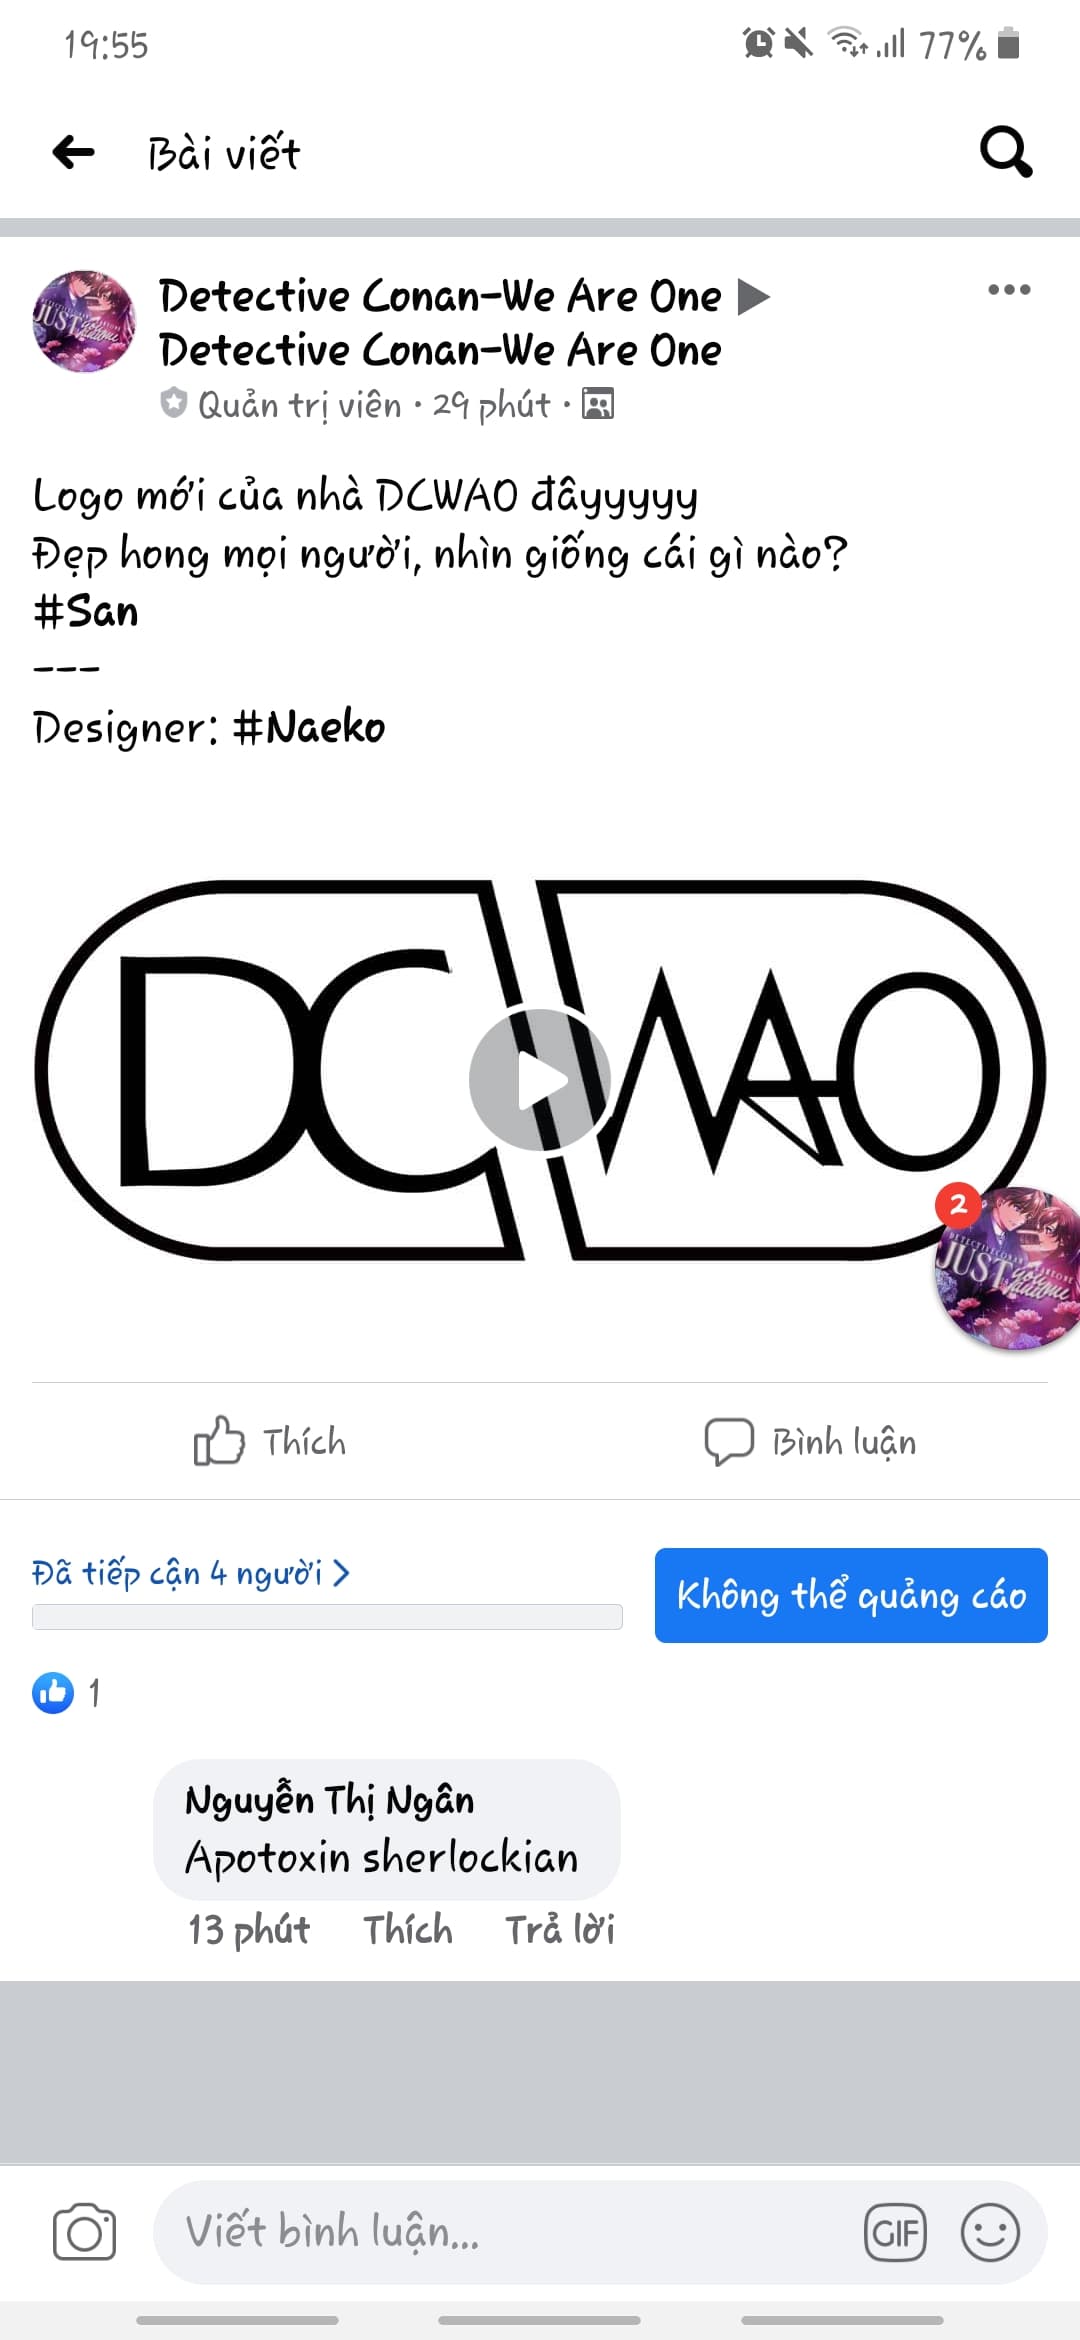 19:55
77%
Bài viết
Detective Conan-We Are One
Detective Conan-We Are One
Quản trị viên · 29 phút ·
Logo mới của nhà DCWAO đâyyyyy
Đẹp hong mọi người, nhìn giống cái gì nào?
#San
---
Designer: #Naeko
DCWAO
2
JUST
Thích
Bình luận
Đã tiếp cận 4 người
Không thể quảng cáo
1
Nguyễn Thị Ngân
Apotoxin sherlockian
13 phút Thích Trả lời
Viết bình luận...
GIF